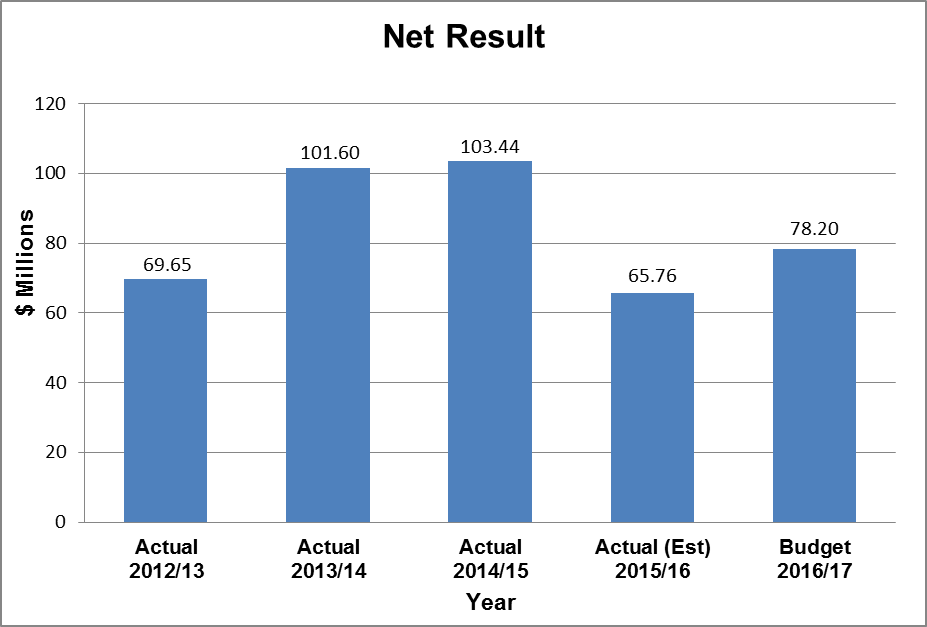 Net Result
$ Millions
120
100
80
60
40
20
0
69.65
101.60
103.44
65.76
78.20
Actual
2012/13
Actual
2013/14
Actual
2014/15
Actual (Est)
2015/16
Budget
2016/17
Year